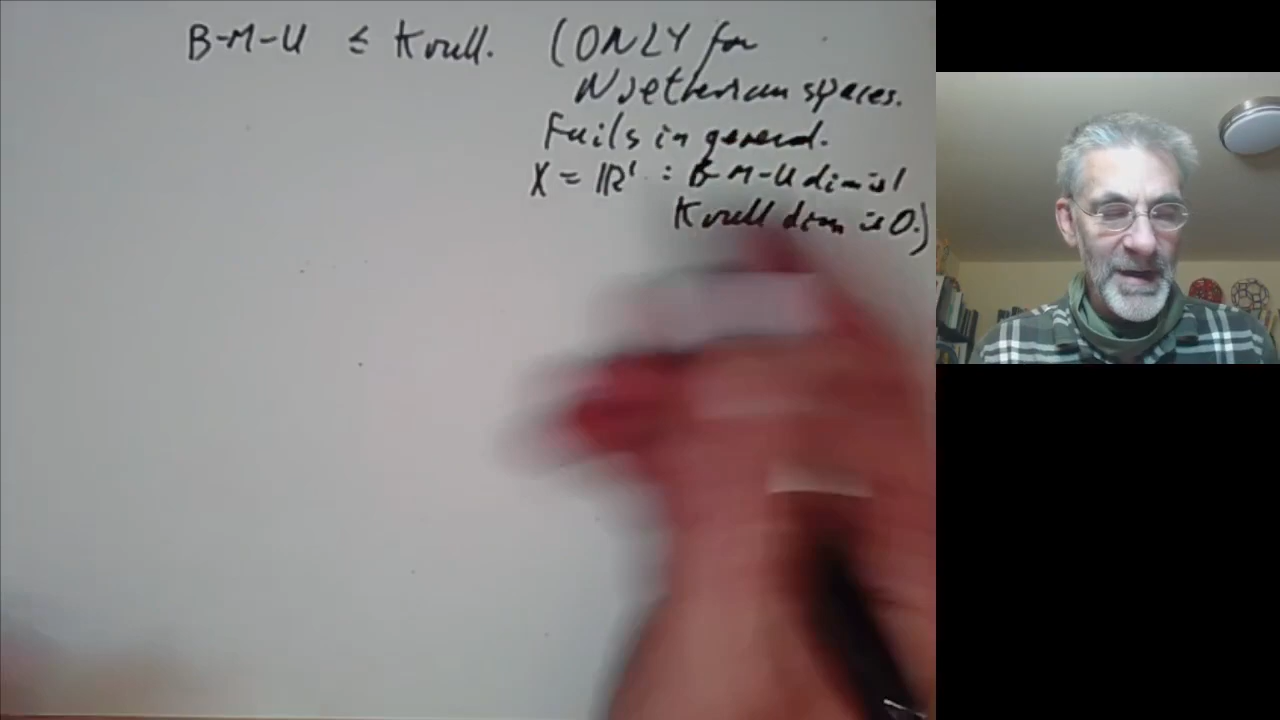 B-M-U ≤ Krull. (ONLY for
Noetherian spaces.
Fails in general.
X = ℝ¹ : B-M-U dim is 1
Krull dim is 0.)